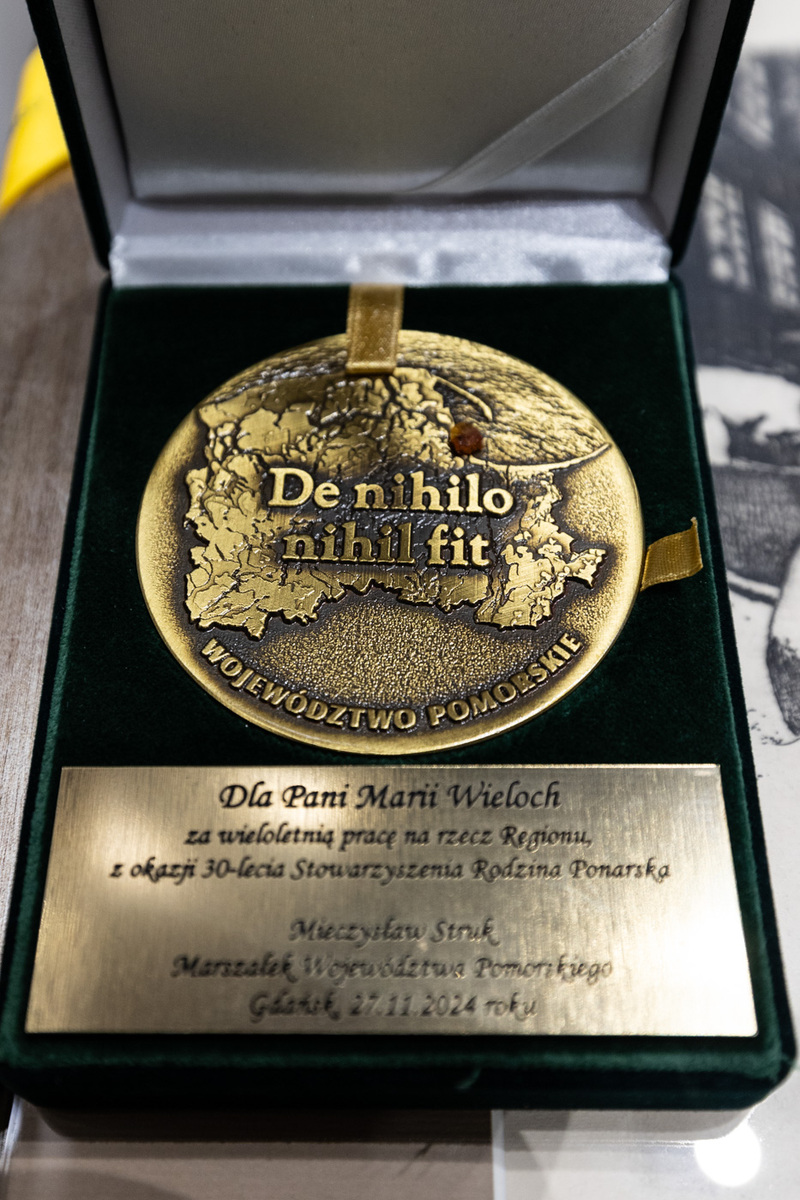 De nihilo
nihil fit
WOJEWÓDZTWO POMORSKIE
Dla Pani Marii Wieloch
za wieloletnią pracę na rzecz Regionu,
z okazji 30-lecia Stowarzyszenia Rodzina Ponarska
Mieczysław Struk
Marszałek Województwa Pomorskiego
Gdańsk, 27.11.2024 roku